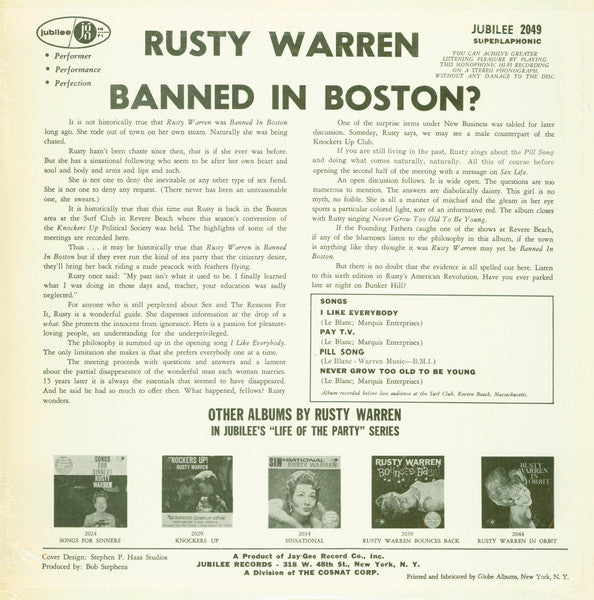 jubilee
jgr
IN
HI
FI
• Performer
• Performance
• Perfection
RUSTY WARREN
BANNED IN BOSTON?
JUBILEE 2049
SUPERLAPHONIC
YOU CAN ACHIEVE GREATER
LISTENING PLEASURE BY PLAYING
THIS MONOPHONIC HI-FI RECORDING
ON A STEREO PHONOGRAPH,
WITHOUT ANY DAMAGE TO THE DISC.
It is not historically true that Rusty Warren was Banned In Boston
long ago. She rode out of town on her own steam. Naturally she was being
chased.
Rusty hasn't been chaste since then, that is if she ever was before.
But she has a sinsational following who seem to be after her own heart and
soul and body and arms and lips and such.
She is not one to deny the inevitable or any other type of sex fiend.
She is not one to deny any request. (There never has been an unreasonable
one, she swears.)
It is historically true that this time out Rusty is back in the Boston
area at the Surf Club in Revere Beach where this season's convention of
the Knockers Up Political Society was held. The highlights of some of the
meetings are recorded here.
Thus . . . it may be historically true that Rusty Warren is Banned
In Boston but if they ever run the kind of tea party that the citizenry desire,
they'll bring her back riding a nude peacock with feathers flying.
Rusty once said: "My past isn't what it used to be. I finally learned
what I was doing in those days and, teacher, your education was sadly
neglected."
For anyone who is still perplexed about Sex and The Reasons For
It, Rusty is a wonderful guide. She dispenses information at the drop of a
what. She protects the innocent from ignorance. Hers is a passion for pleasure-
loving people, an understanding for the underprivileged.
The philosophy is summed up in the opening song I Like Everybody.
The only limitation she makes is that she prefers everybody one at a time.
The meeting proceeds with questions and answers and a lament
about the partial disappearance of the wonderful man each woman marries.
15 years later it is always the essentials that seemed to have disappeared.
And he said he had so much to offer then. What happened, fellows? Rusty
wonders.
One of the surprise items under New Business was tabled for later
discussion. Someday, Rusty says, we may see a male counterpart of the
Knockers Up Club.
If you are still living in the past, Rusty sings about the Pill Song
and doing what comes naturally, naturally. All this of course before
opening the second half of the meeting with a message on Sex Life.
An open discussion follows. It is wide open. The questions are too
numerous to mention. The answers are diabolically dainty. This girl is no
myth, no foible. She is all a manner of mischief and the gleam in her eye
sports a particular colored light, sort of an informative red. The album closes
with Rusty singing Never Grow Too Old To Be Young.
If the Founding Fathers caught one of the shows at Revere Beach,
if any of the bluenoses listen to the philosophy in this album, if the town
is anything like they thought it was Rusty Warren may yet be Banned In
Boston.
But there is no doubt that the evidence is all spelled out here. Listen
to this sixth edition in Rusty's American Revolution. Have you ever parked
late at night on Bunker Hill?
SONGS
I LIKE EVERYBODY
(Le Blanc; Marquis Enterprises)
PAY T.V.
(Le Blanc; Marquis Enterprises)
PILL SONG
(Le Blanc - Warren Music—B.M.I.)
NEVER GROW TOO OLD TO BE YOUNG
(Le Blanc; Marquis Enterprises)
Album recorded before live audience at the Surf Club, Revere Beach, Massachusetts.
OTHER ALBUMS BY RUSTY WARREN
IN JUBILEE'S "LIFE OF THE PARTY" SERIES
SONGS
FOR
SINNERS
RUSTY
WARREN
KNOCKERS UP!
RUSTY WARREN
SIN SATIONAL
RUSTY WARREN
RUSTY WARREN
BOUNCES BACK
RUSTY
WARREN
IN
ORBIT
2024
SONGS FOR SINNERS
2029
KNOCKERS UP
2034
SINSATIONAL
2039
RUSTY WARREN BOUNCES BACK
2044
RUSTY WARREN IN ORBIT
Cover Design: Stephen P. Haas Studios
Produced by: Bob Stephens
A Product of Jay-Gee Record Co., Inc.
JUBILEE RECORDS - 318 W. 48th St., New York, N. Y.
A Division of THE COSNAT CORP.
Printed and fabricated by Globe Albums, New York, N. Y.